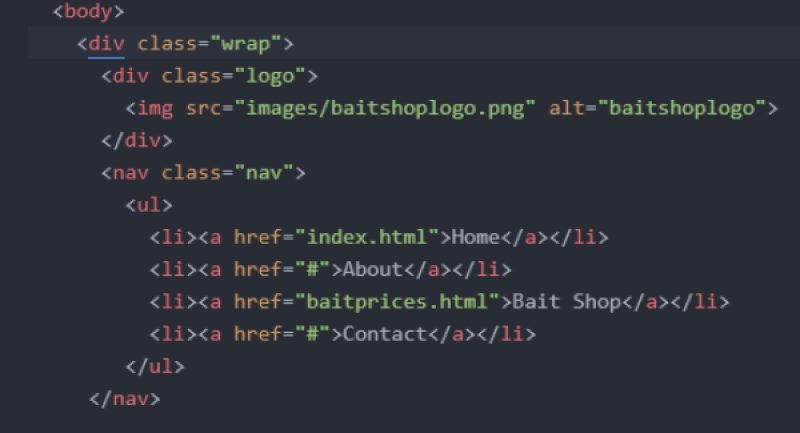 <body>
<div class="wrap">
<div class="logo">
<img src="images/baitshoplogo.png" alt="baitshoplogo">
</div>
<nav class="nav">
<ul>
<li><a href="index.html">Home</a></li>
<li><a href="#">About</a></li>
<li><a href="baitprices.html">Bait Shop</a></li>
<li><a href="#">Contact</a></li>
</ul>
</nav>